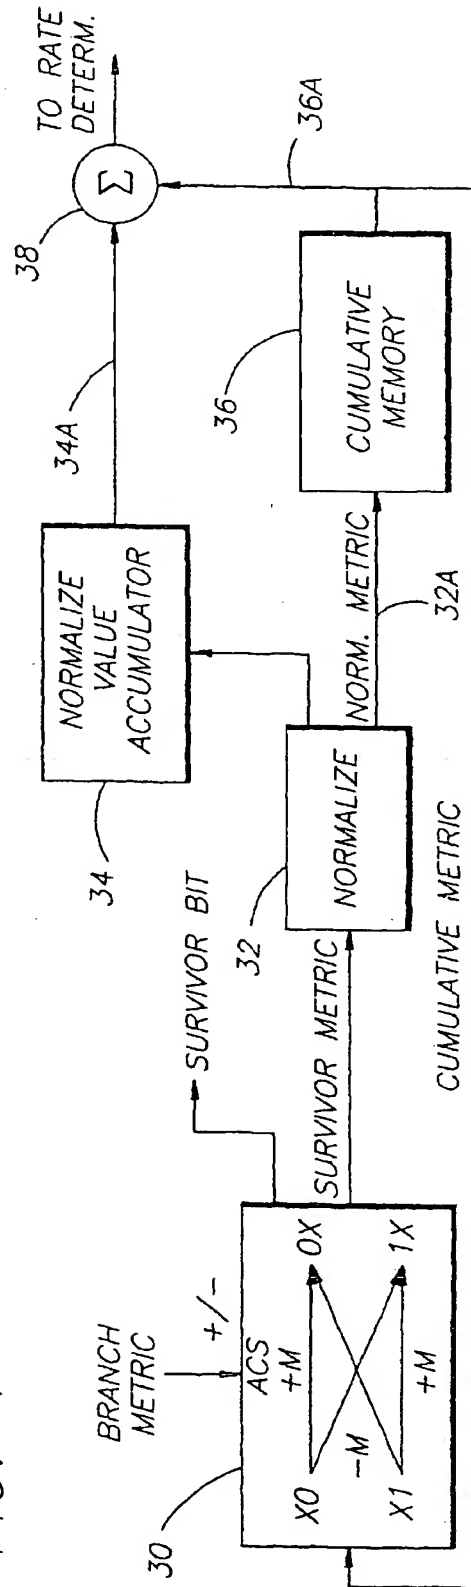 BRANCH
METRIC
+/-
30
ACS
+M
X0
0X
-M
X1
1X
+M
SURVIVOR BIT
SURVIVOR METRIC
CUMULATIVE METRIC
32
NORMALIZE
34
NORMALIZE
VALUE
ACCUMULATOR
NORM. METRIC
32A
34A
36
CUMULATIVE
MEMORY
36A
38
Σ
TO RATE
DETERM.